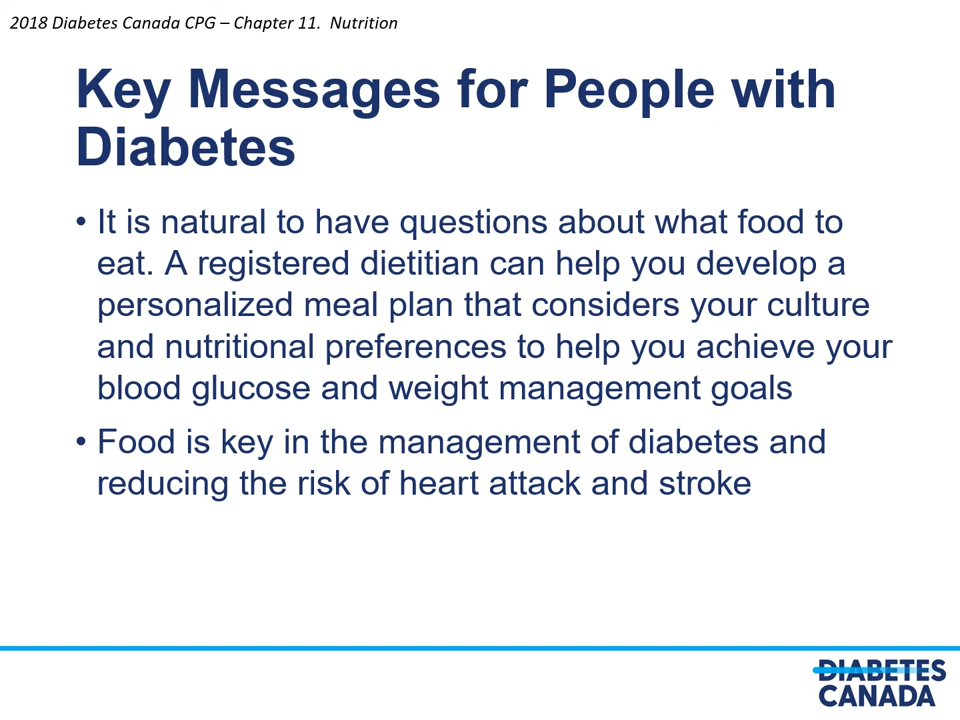 2018 Diabetes Canada CPG – Chapter 11. Nutrition
Key Messages for People with
Diabetes
• It is natural to have questions about what food to
eat. A registered dietitian can help you develop a
personalized meal plan that considers your culture
and nutritional preferences to help you achieve your
blood glucose and weight management goals
• Food is key in the management of diabetes and
reducing the risk of heart attack and stroke
DIABETES
CANADA